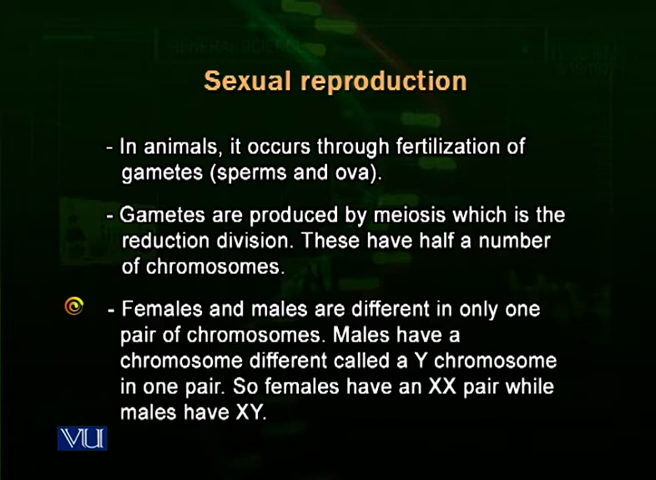 Sexual reproduction
- In animals, it occurs through fertilization of
gametes (sperms and ova).
- Gametes are produced by meiosis which is the
reduction division. These have half a number
of chromosomes.
- Females and males are different in only one
pair of chromosomes. Males have a
chromosome different called a Y chromosome
in one pair. So females have an XX pair while
males have XY.
VU